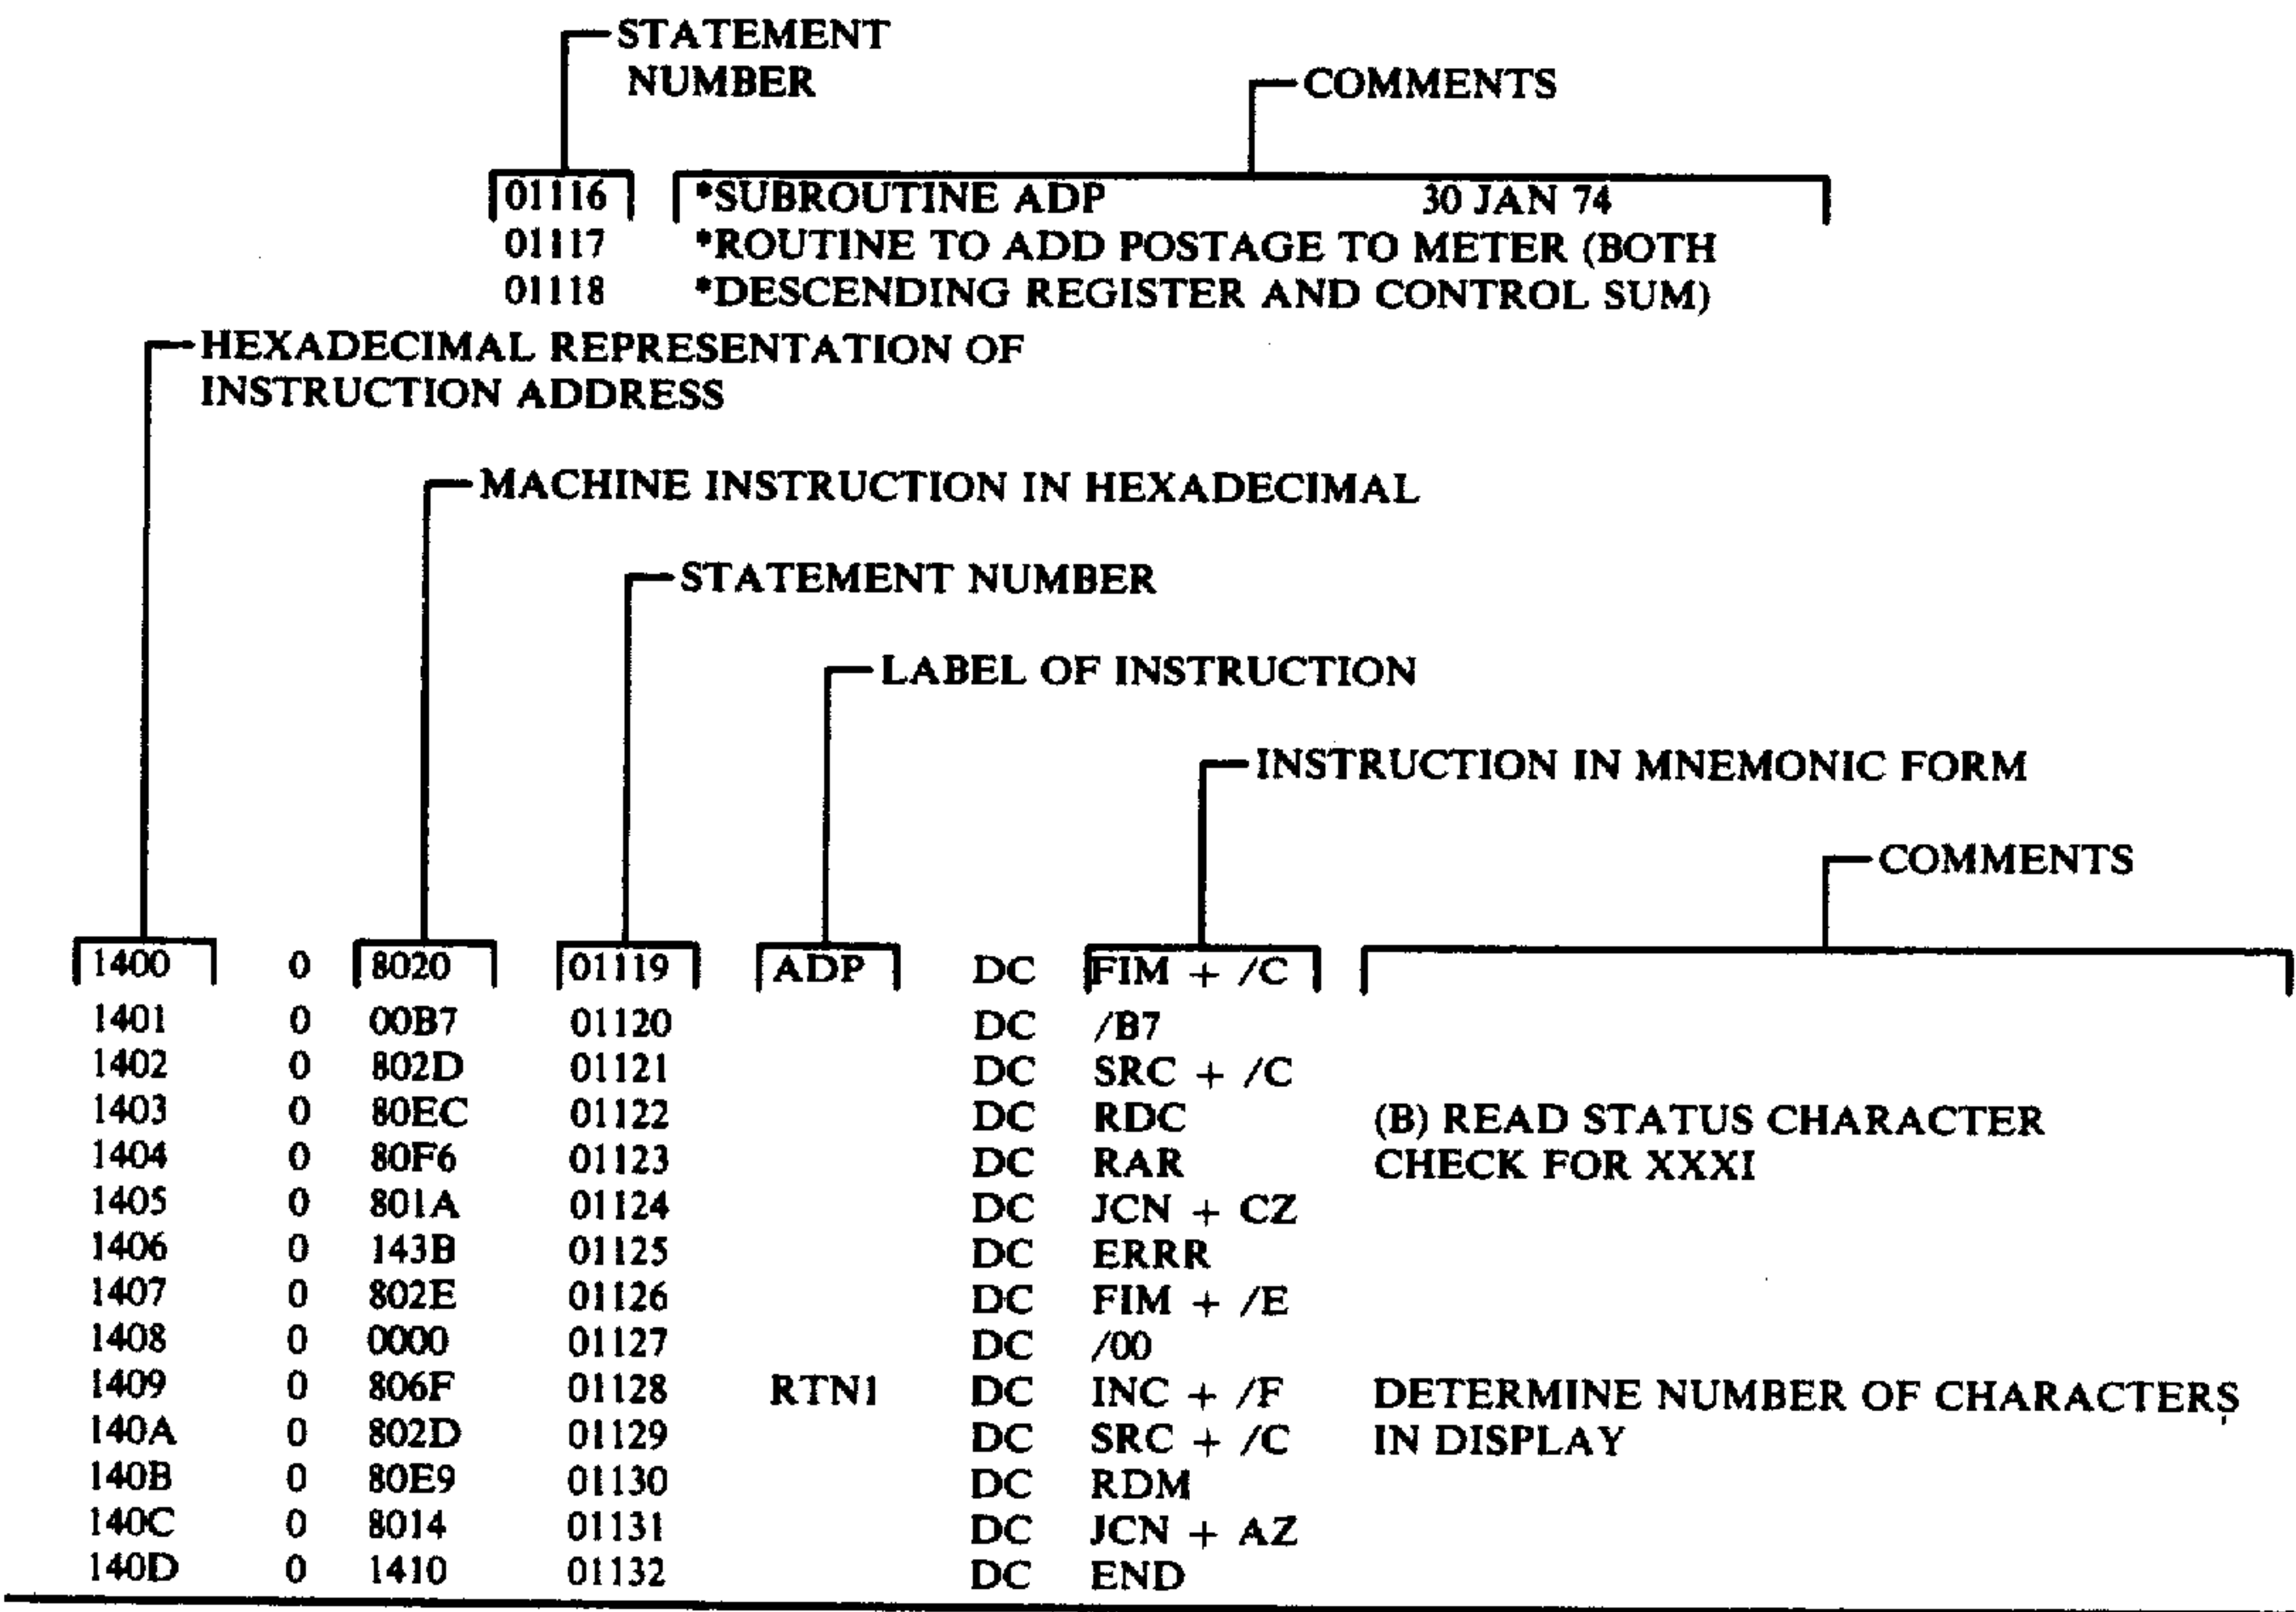 STATEMENT
NUMBER
COMMENTS
01116 *SUBROUTINE ADP 30 JAN 74
01117 *ROUTINE TO ADD POSTAGE TO METER (BOTH
01118 *DESCENDING REGISTER AND CONTROL SUM)
HEXADECIMAL REPRESENTATION OF
INSTRUCTION ADDRESS
MACHINE INSTRUCTION IN HEXADECIMAL
STATEMENT NUMBER
LABEL OF INSTRUCTION
INSTRUCTION IN MNEMONIC FORM
COMMENTS
1400 0 8020 01119 ADP DC FIM + /C
1401 0 00B7 01120 DC /B7
1402 0 802D 01121 DC SRC + /C
1403 0 80EC 01122 DC RDC (B) READ STATUS CHARACTER
1404 0 80F6 01123 DC RAR CHECK FOR XXXI
1405 0 801A 01124 DC JCN + CZ
1406 0 143B 01125 DC ERRR
1407 0 802E 01126 DC FIM + /E
1408 0 0000 01127 DC /00
1409 0 806F 01128 RTN1 DC INC + /F DETERMINE NUMBER OF CHARACTERS
140A 0 802D 01129 DC SRC + /C IN DISPLAY
140B 0 80E9 01130 DC RDM
140C 0 8014 01131 DC JCN + AZ
140D 0 1410 01132 DC END